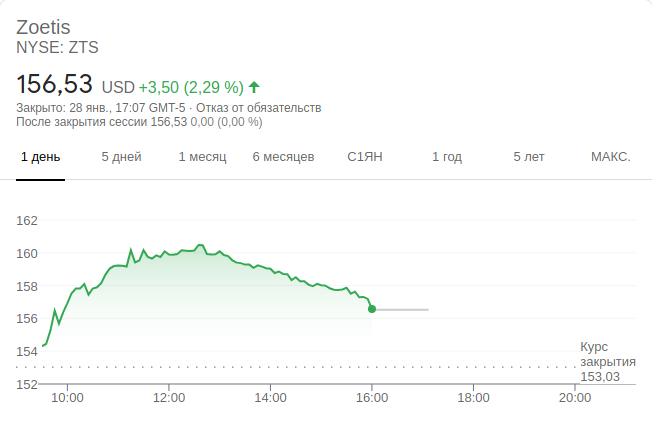 Zoetis
NYSE: ZTS
156,53 USD +3,50 (2,29 %)
Закрыто: 28 янв., 17:07 GMT-5 · Отказ от обязательств
После закрытия сессии 156,53 0,00 (0,00 %)
1 день 5 дней 1 месяц 6 месяцев С1ЯН 1 год 5 лет МАКС.
162
160
158
156
154
152
Курс
закрытия
153,03
10:00 12:00 14:00 16:00 18:00 20:00